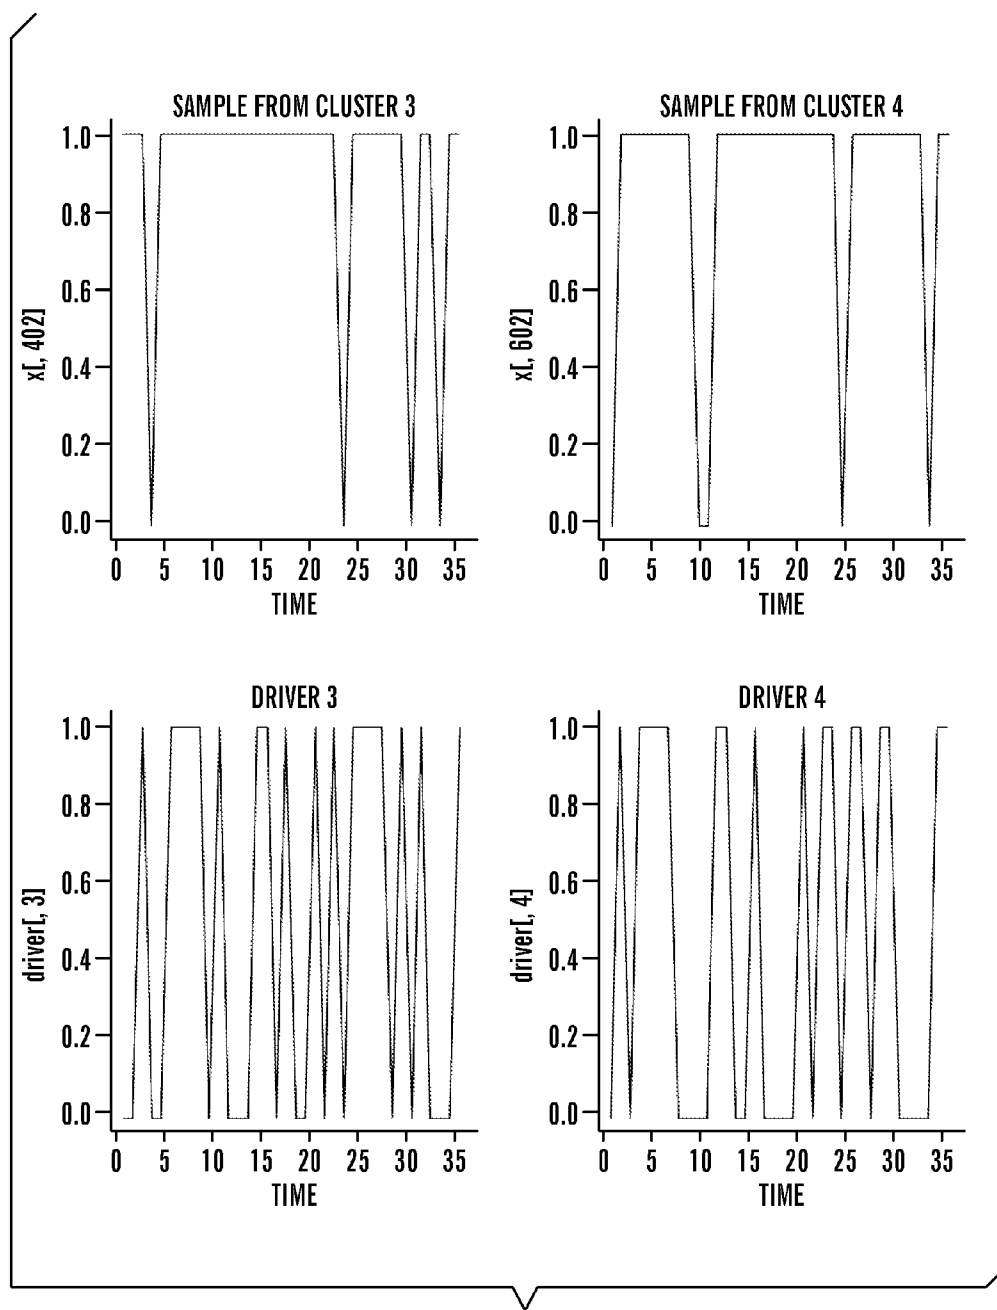 SAMPLE FROM CLUSTER 3
1.0
0.8
0.6
0.4
0.2
0.0
x[, 402]
0 5 10 15 20 25 30 35
TIME
SAMPLE FROM CLUSTER 4
1.0
0.8
0.6
0.4
0.2
0.0
x[, 602]
0 5 10 15 20 25 30 35
TIME
DRIVER 3
1.0
0.8
0.6
0.4
0.2
0.0
driver[, 3]
0 5 10 15 20 25 30 35
TIME
DRIVER 4
1.0
0.8
0.6
0.4
0.2
0.0
driver[, 4]
0 5 10 15 20 25 30 35
TIME